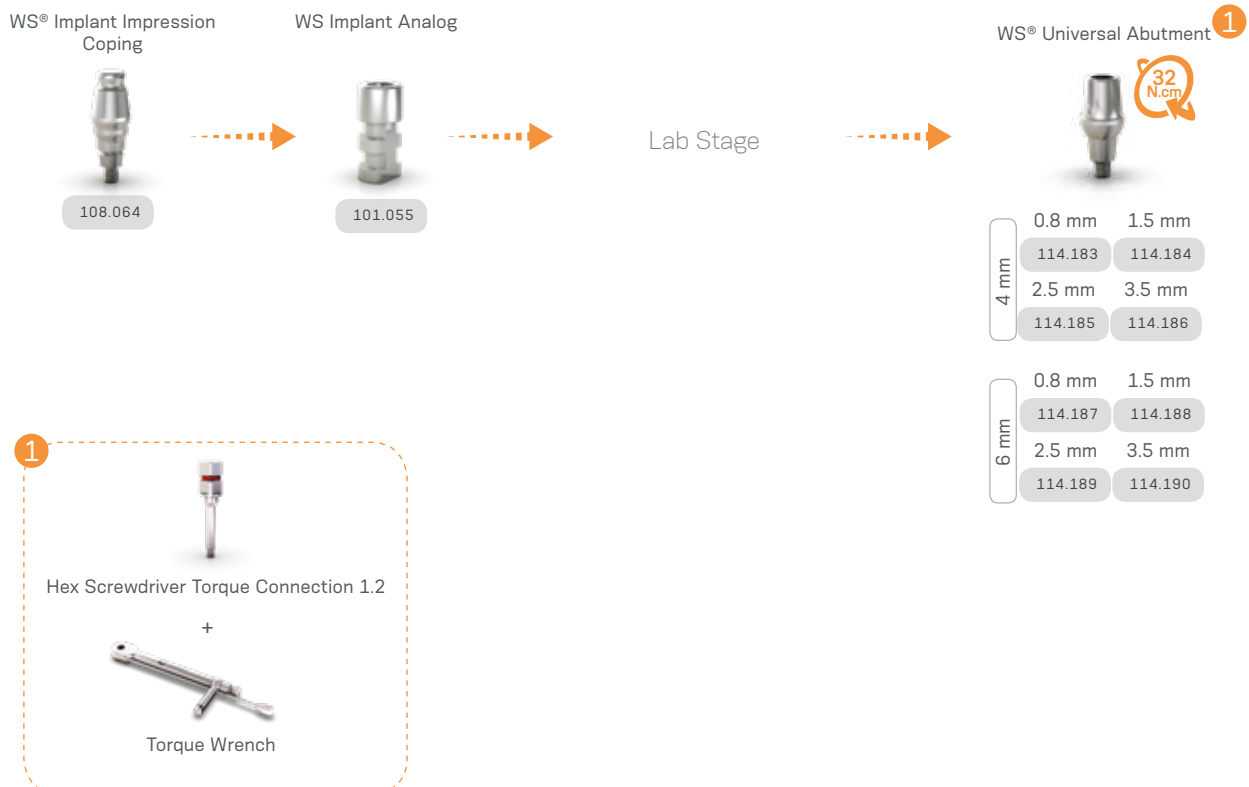 WS® Implant Impression
Coping
108.064
WS Implant Analog
101.055
Lab Stage
WS® Universal Abutment
1
32
N.cm
4 mm
0.8 mm 1.5 mm
114.183 114.184
2.5 mm 3.5 mm
114.185 114.186
6 mm
0.8 mm 1.5 mm
114.187 114.188
2.5 mm 3.5 mm
114.189 114.190
1
Hex Screwdriver Torque Connection 1.2
+
Torque Wrench